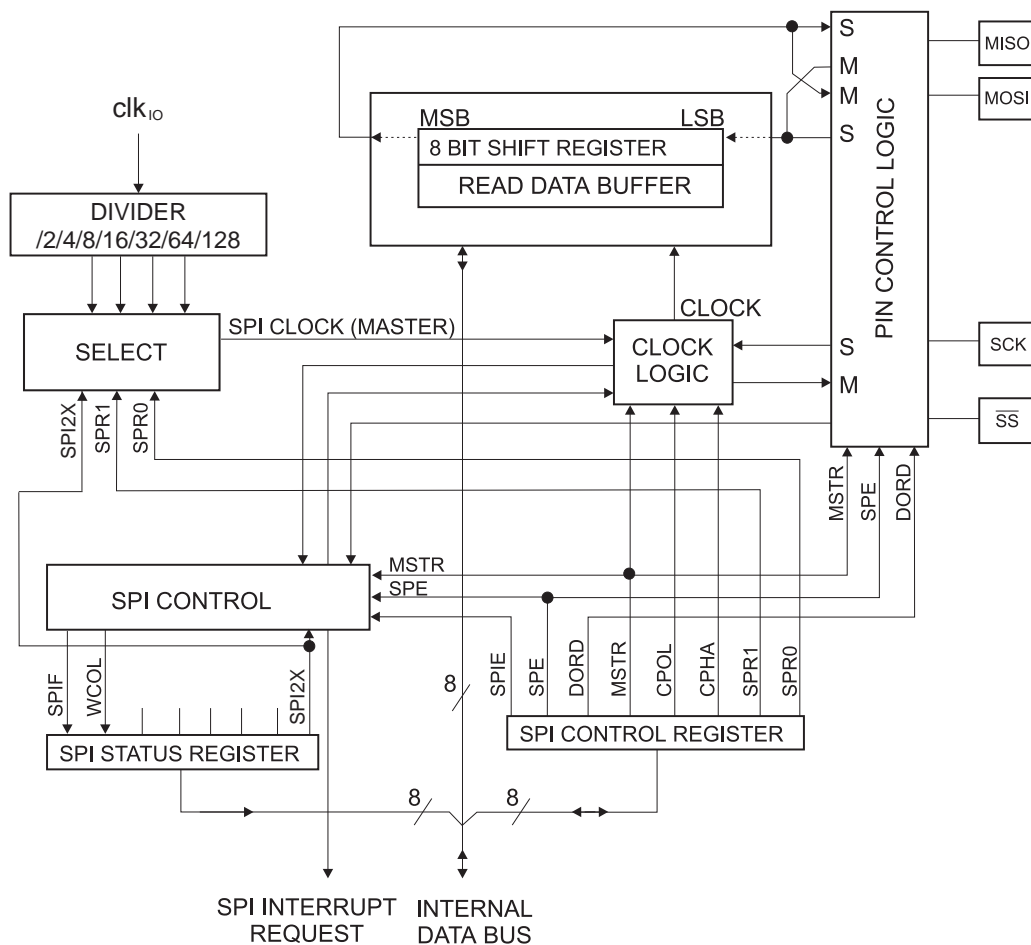 S
MISO
M
MOSI
M
S
clk IO
MSB
LSB
8 BIT SHIFT REGISTER
READ DATA BUFFER
DIVIDER
/2/4/8/16/32/64/128
PIN CONTROL LOGIC
SELECT
SPI CLOCK (MASTER)
CLOCK
CLOCK
LOGIC
S
M
SCK
SS
SPI2X
SPR1
SPR0
MSTR
SPE
DORD
SPI CONTROL
MSTR
SPE
SPIF
WCOL
SPI2X
8
SPIE
SPE
DORD
MSTR
CPOL
CPHA
SPR1
SPR0
SPI STATUS REGISTER
SPI CONTROL REGISTER
8
8
SPI INTERRUPT
REQUEST
INTERNAL
DATA BUS